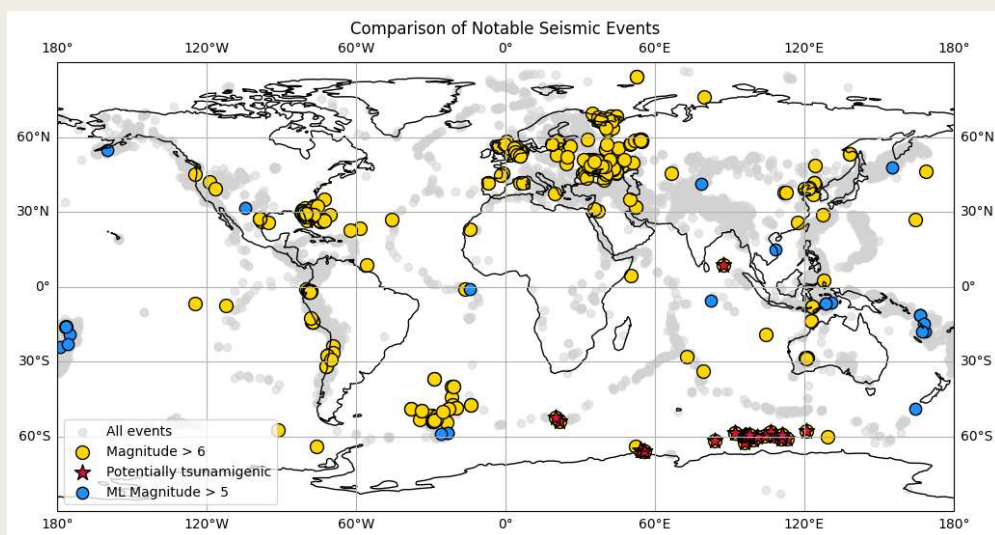 Comparison of Notable Seismic Events
180° 120°W 60°W 0° 60°E 120°E 180°
60°N 60°N
30°N 30°N
0° 0°
30°S 30°S
60°S 60°S
All events
Magnitude > 6
Potentially tsunamigenic
ML Magnitude > 5
180° 120°W 60°W 0° 60°E 120°E 180°